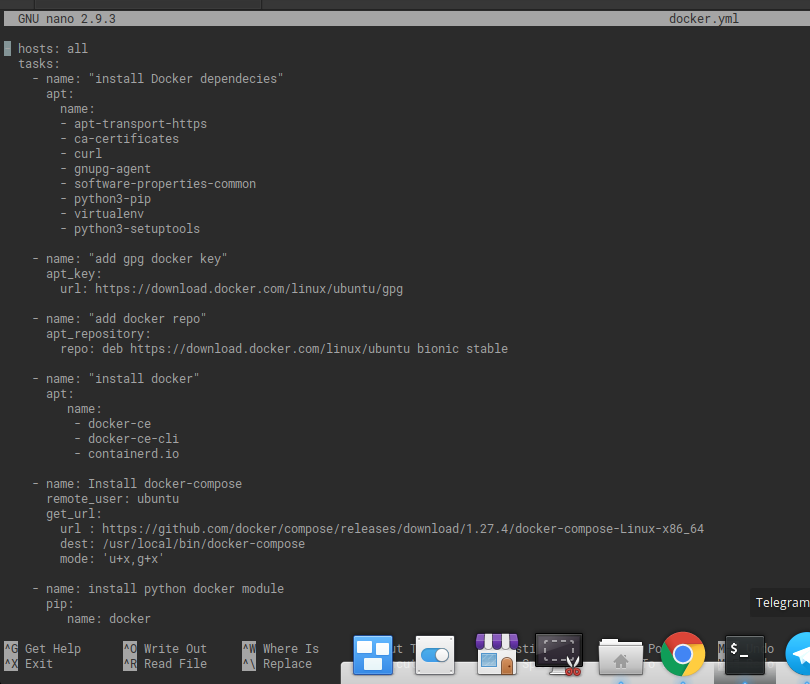 GNU nano 2.9.3 docker.yml
- hosts: all
  tasks:
    - name: "install Docker dependecies"
      apt:
        name:
        - apt-transport-https
        - ca-certificates
        - curl
        - gnupg-agent
        - software-properties-common
        - python3-pip
        - virtualenv
        - python3-setuptools
    - name: "add gpg docker key"
      apt_key:
        url: https://download.docker.com/linux/ubuntu/gpg
    - name: "add docker repo"
      apt_repository:
        repo: deb https://download.docker.com/linux/ubuntu bionic stable
    - name: "install docker"
      apt:
         name:
          - docker-ce
          - docker-ce-cli
          - containerd.io
    - name: Install docker-compose
      remote_user: ubuntu
      get_url:
        url : https://github.com/docker/compose/releases/download/1.27.4/docker-compose-Linux-x86_64
        dest: /usr/local/bin/docker-compose
        mode: 'u+x,g+x'
    - name: install python docker module
      pip:
         name: docker
Telegram
^G Get Help ^O Write Out ^W Where Is
^X Exit ^R Read File ^\ Replace
$_